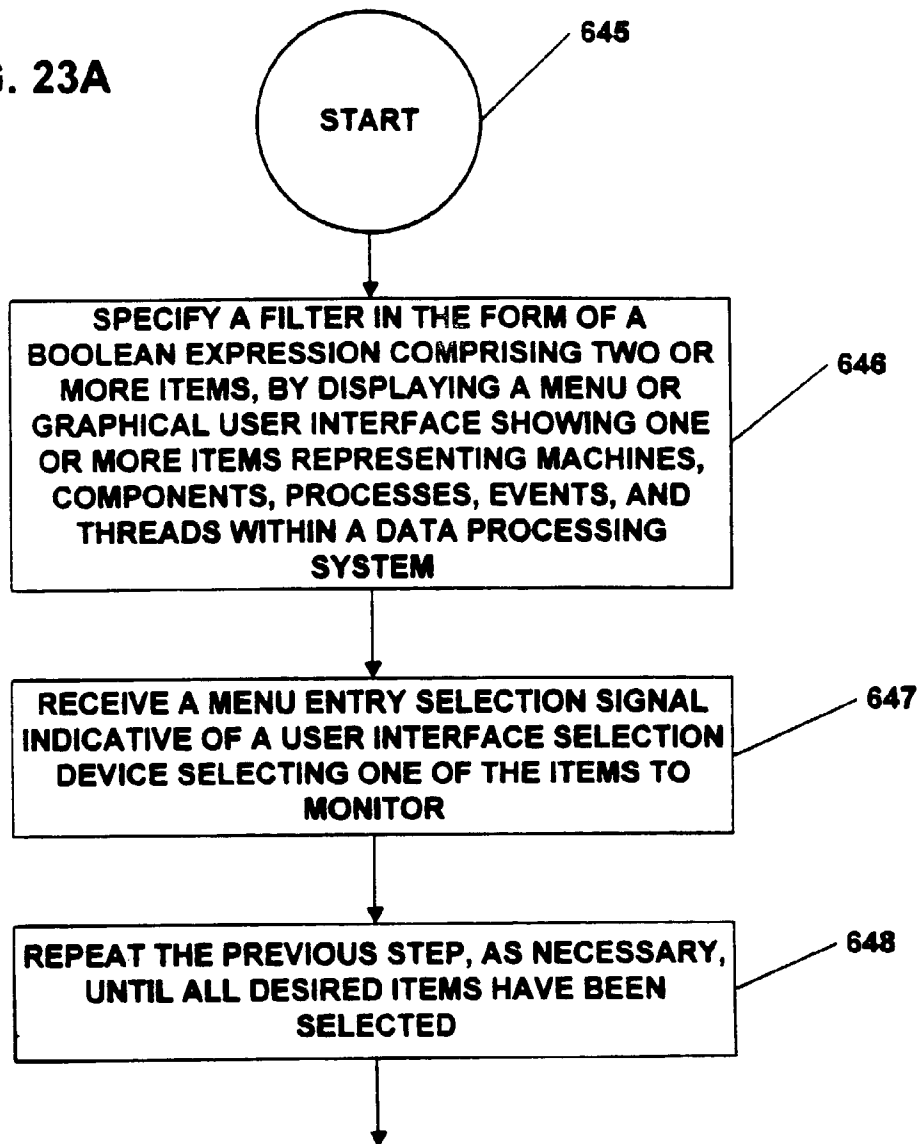 645
G. 23A
START
SPECIFY A FILTER IN THE FORM OF A
BOOLEAN EXPRESSION COMPRISING TWO OR
MORE ITEMS, BY DISPLAYING A MENU OR
GRAPHICAL USER INTERFACE SHOWING ONE
OR MORE ITEMS REPRESENTING MACHINES,
COMPONENTS, PROCESSES, EVENTS, AND
THREADS WITHIN A DATA PROCESSING
SYSTEM
646
RECEIVE A MENU ENTRY SELECTION SIGNAL
INDICATIVE OF A USER INTERFACE SELECTION
DEVICE SELECTING ONE OF THE ITEMS TO
MONITOR
647
REPEAT THE PREVIOUS STEP, AS NECESSARY,
UNTIL ALL DESIRED ITEMS HAVE BEEN
SELECTED
648